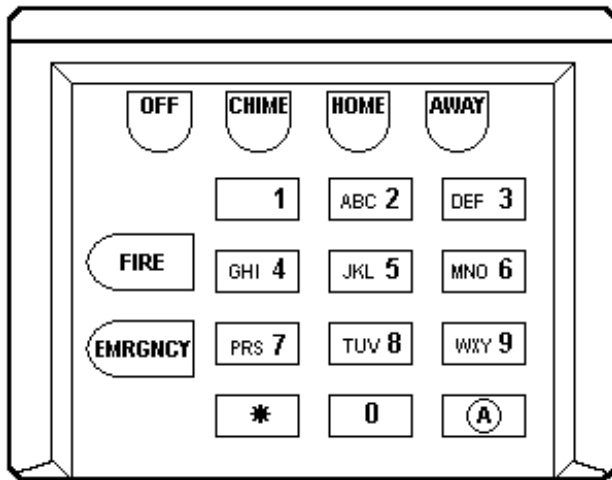 OFF CHIME HOME AWAY
1 ABC 2 DEF 3
FIRE
GHI 4 JKL 5 MNO 6
EMRGNCY
PRS 7 TUV 8 WXY 9
* 0 A